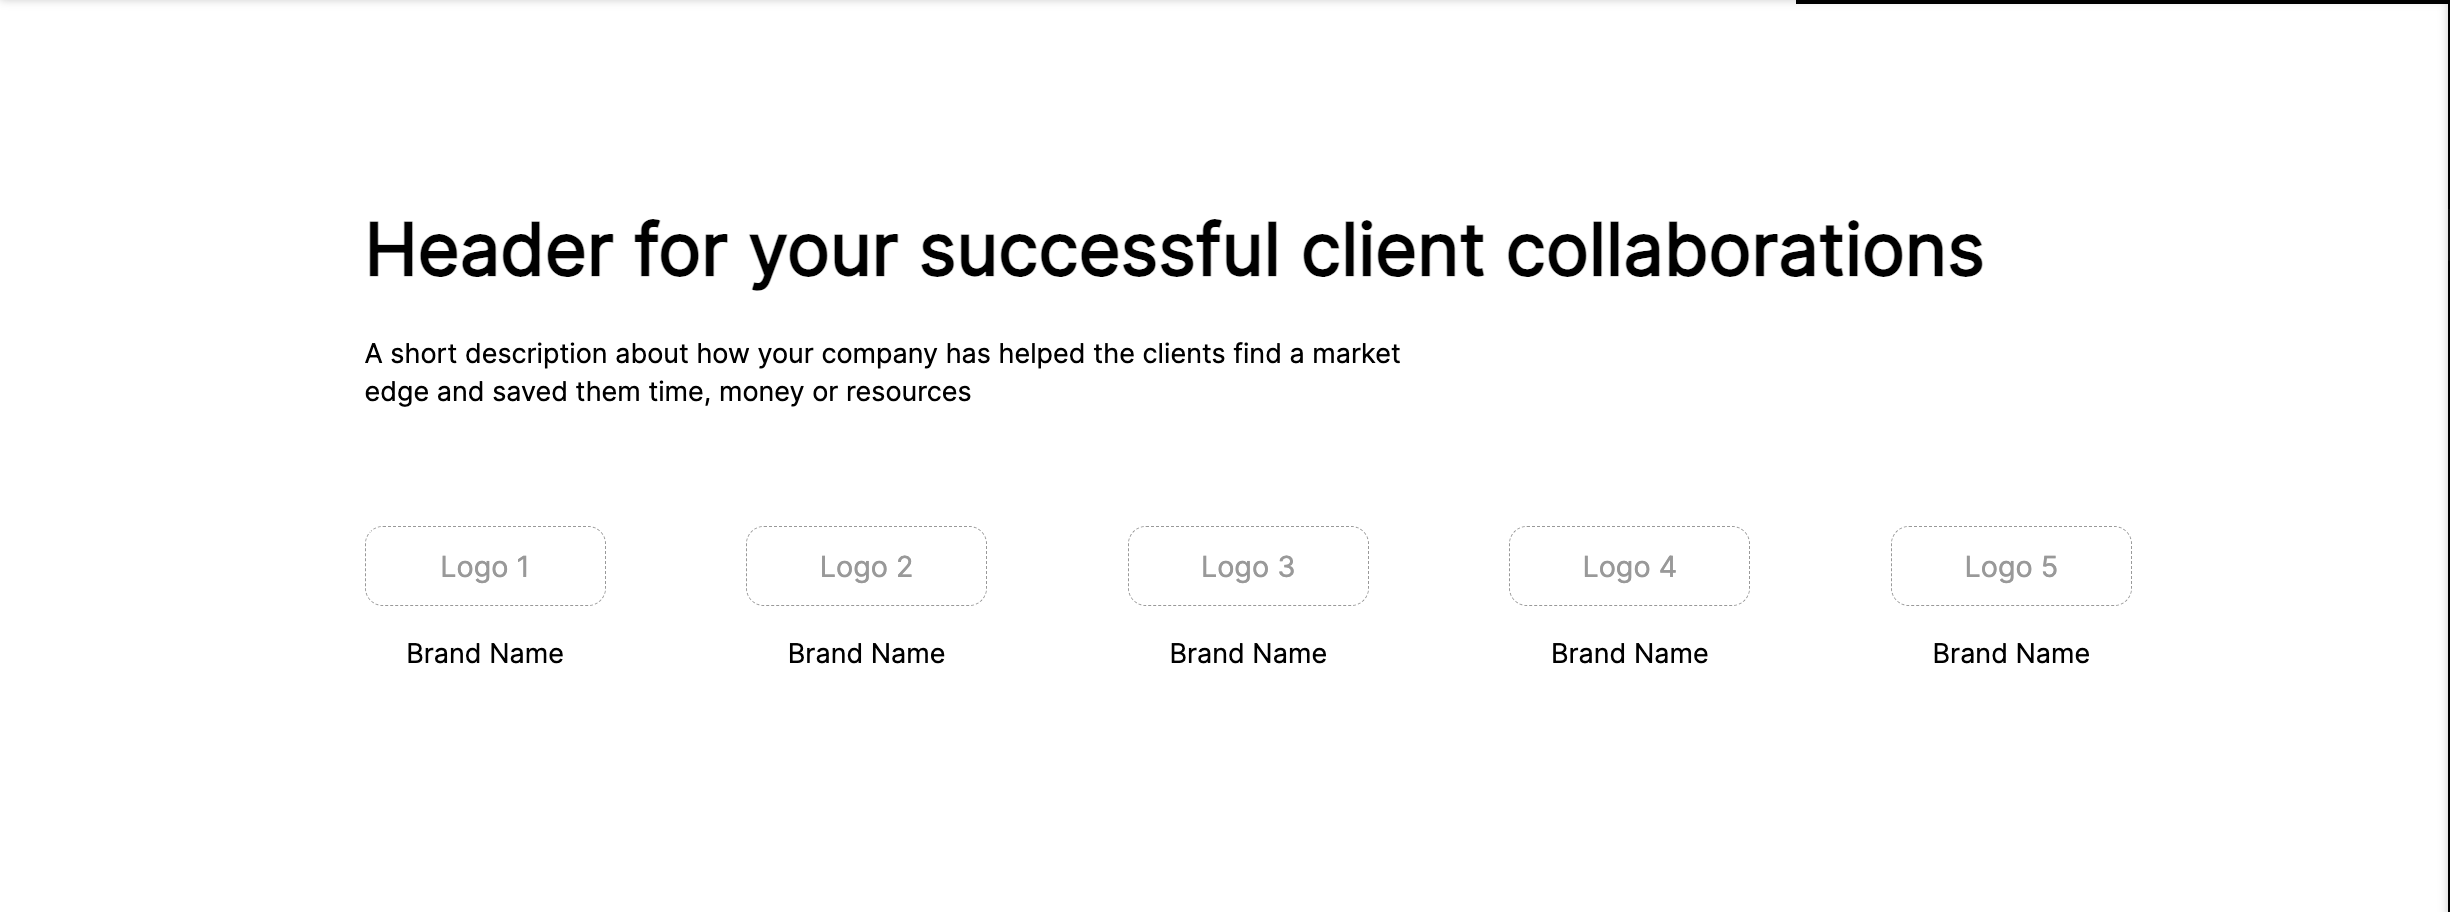 Header for your successful client collaborations
A short description about how your company has helped the clients find a market
edge and saved them time, money or resources
Logo 1
Logo 2
Logo 3
Logo 4
Logo 5
Brand Name
Brand Name
Brand Name
Brand Name
Brand Name